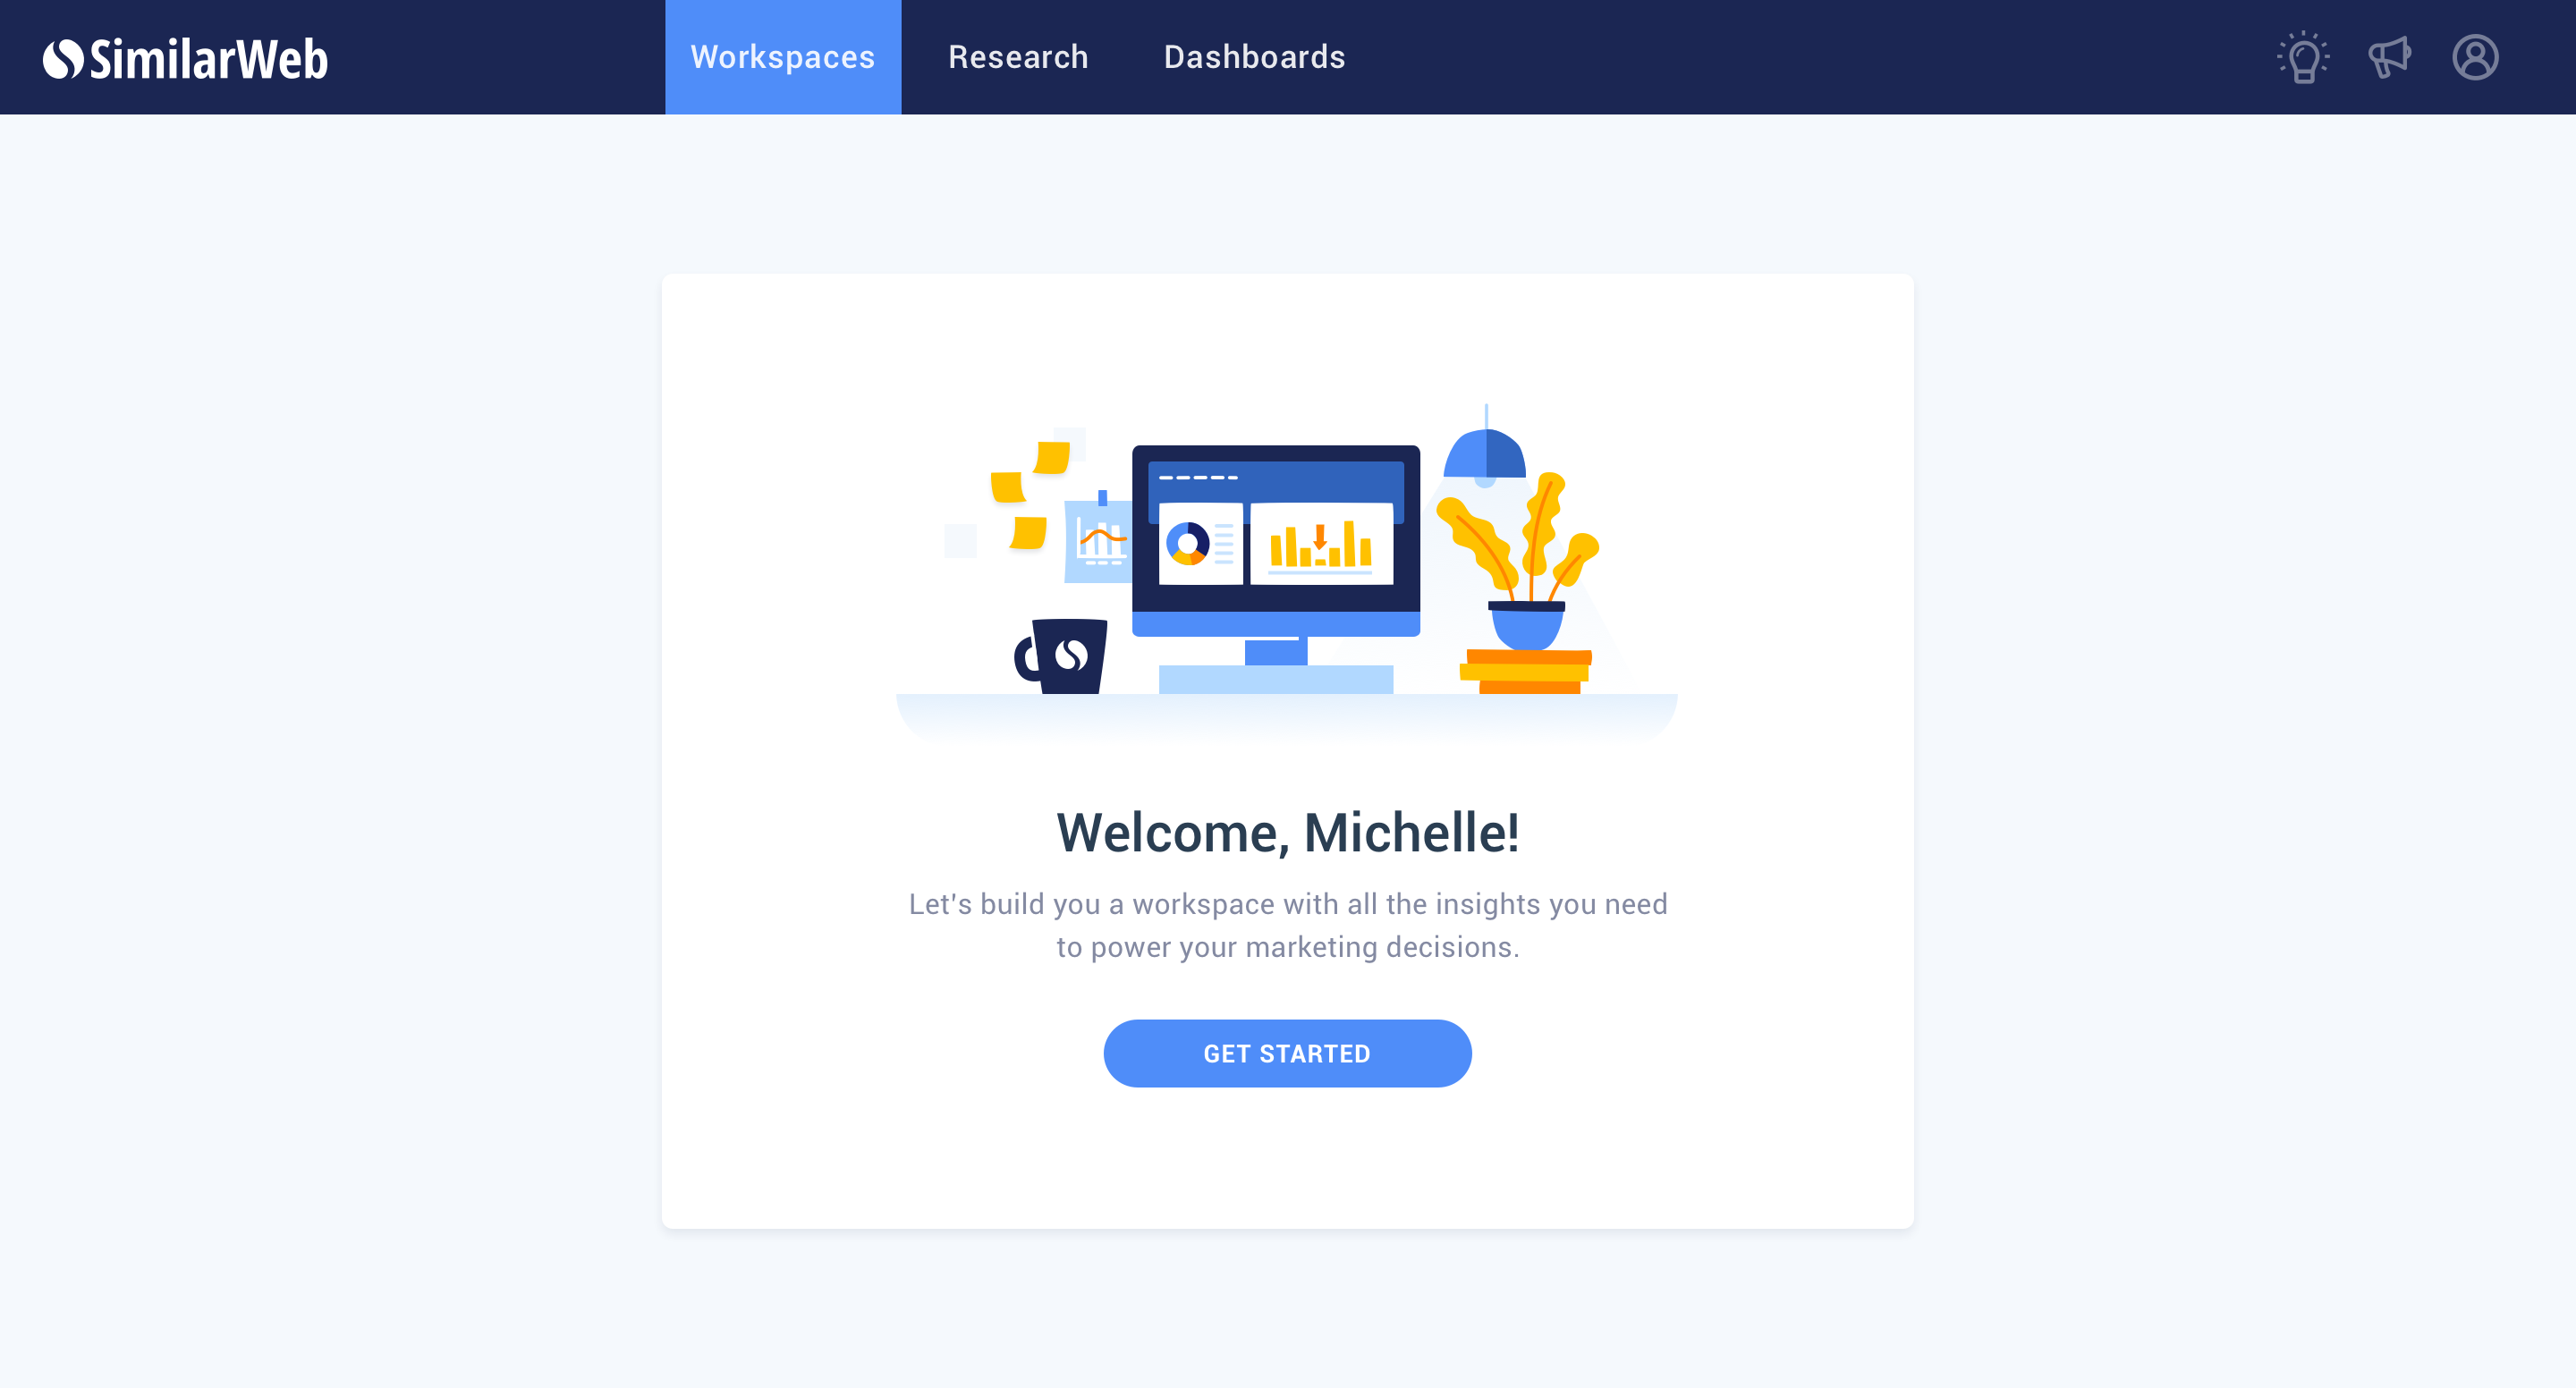 SimilarWeb
Workspaces
Research
Dashboards
Welcome, Michelle!
Let's build you a workspace with all the insights you need
to power your marketing decisions.
GET STARTED